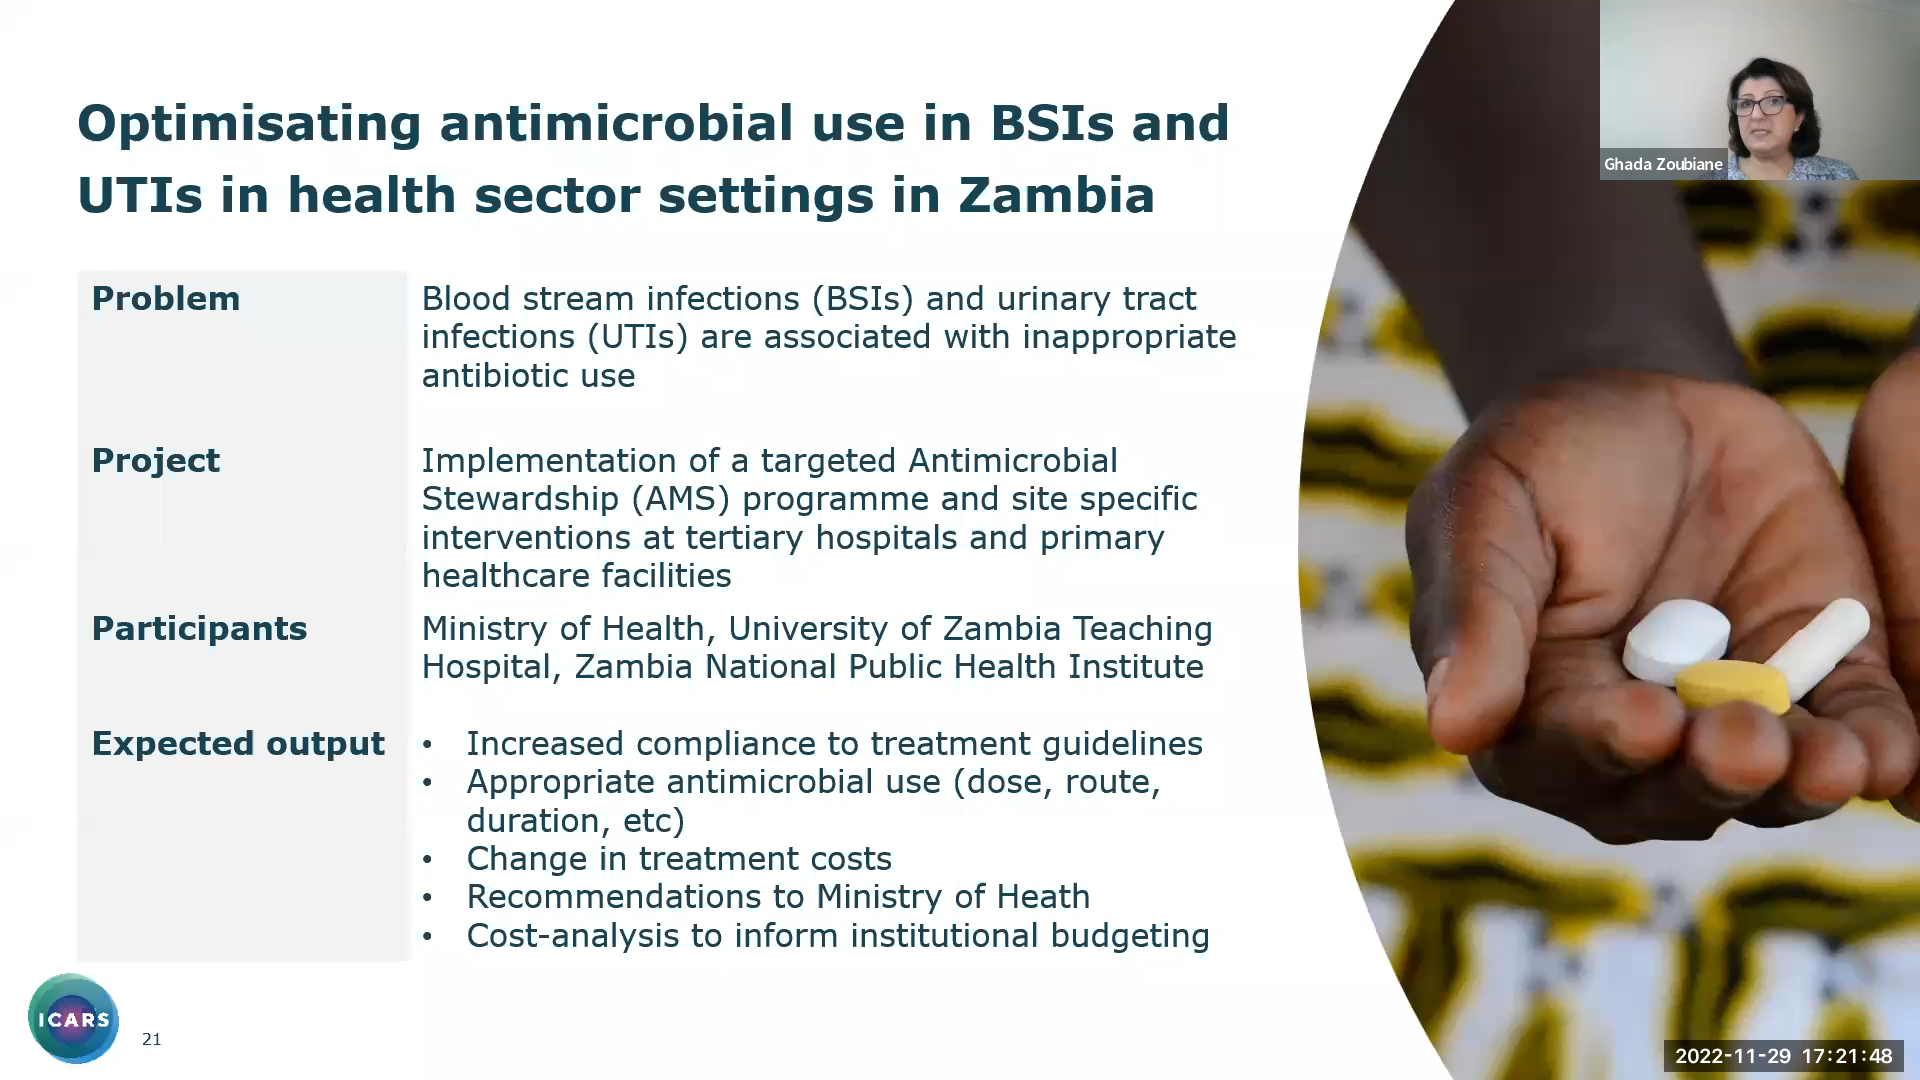 Optimisating antimicrobial use in BSIs and
UTIs in health sector settings in Zambia
Ghada Zoubiane
Problem
Blood stream infections (BSIs) and urinary tract
infections (UTIs) are associated with inappropriate
antibiotic use
Project
Implementation of a targeted Antimicrobial
Stewardship (AMS) programme and site specific
interventions at tertiary hospitals and primary
healthcare facilities
Participants
Ministry of Health, University of Zambia Teaching
Hospital, Zambia National Public Health Institute
Expected output
• Increased compliance to treatment guidelines
• Appropriate antimicrobial use (dose, route,
duration, etc)
• Change in treatment costs
• Recommendations to Ministry of Heath
• Cost-analysis to inform institutional budgeting
ICARS
21
2022-11-29 17:21:48